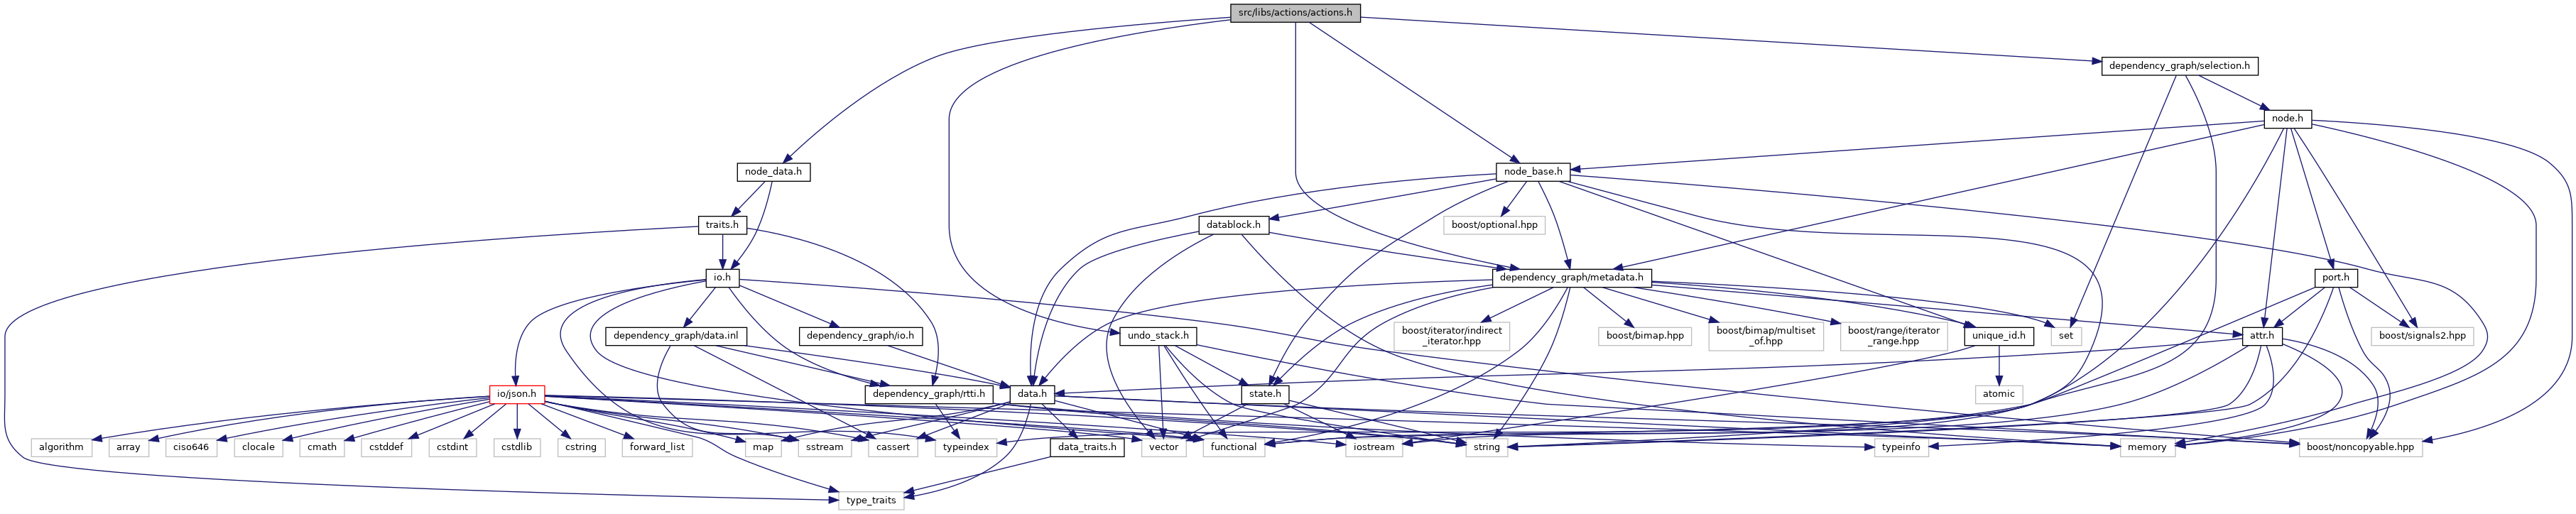 src/libs/actions/actions.h
dependency_graph/selection.h
node.h
node_data.h
node_base.h
traits.h
datablock.h
boost/optional.hpp
io.h
dependency_graph/metadata.h
port.h
dependency_graph/data.inl
dependency_graph/io.h
undo_stack.h
boost/iterator/indirect
_iterator.hpp
boost/bimap.hpp
boost/bimap/multiset
_of.hpp
boost/range/iterator
_range.hpp
unique_id.h
set
attr.h
boost/signals2.hpp
io/json.h
dependency_graph/rtti.h
data.h
state.h
atomic
algorithm
array
ciso646
clocale
cmath
cstddef
cstdint
cstdlib
cstring
forward_list
map
sstream
cassert
typeindex
data_traits.h
vector
functional
iostream
string
typeinfo
memory
boost/noncopyable.hpp
type_traits